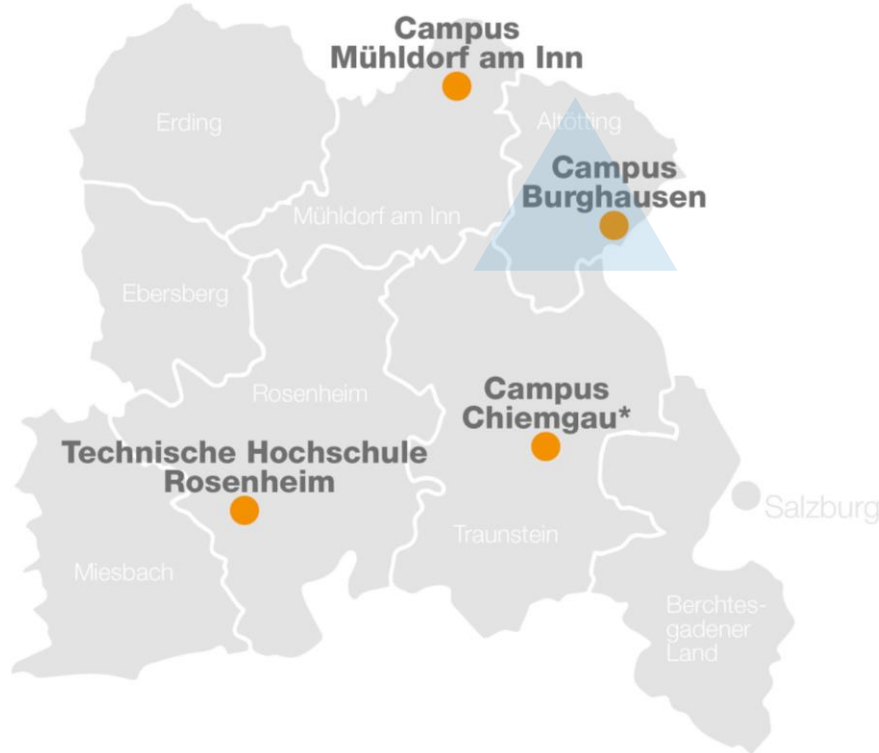 Campus
Mühldorf am Inn
Erding
Altötting
Campus
Burghausen
Mühldorf am Inn
Ebersberg
Rosenheim
Campus
Chiemgau*
Technische Hochschule
Rosenheim
Salzburg
Traunstein
Miesbach
Berchtes-
gadener
Land